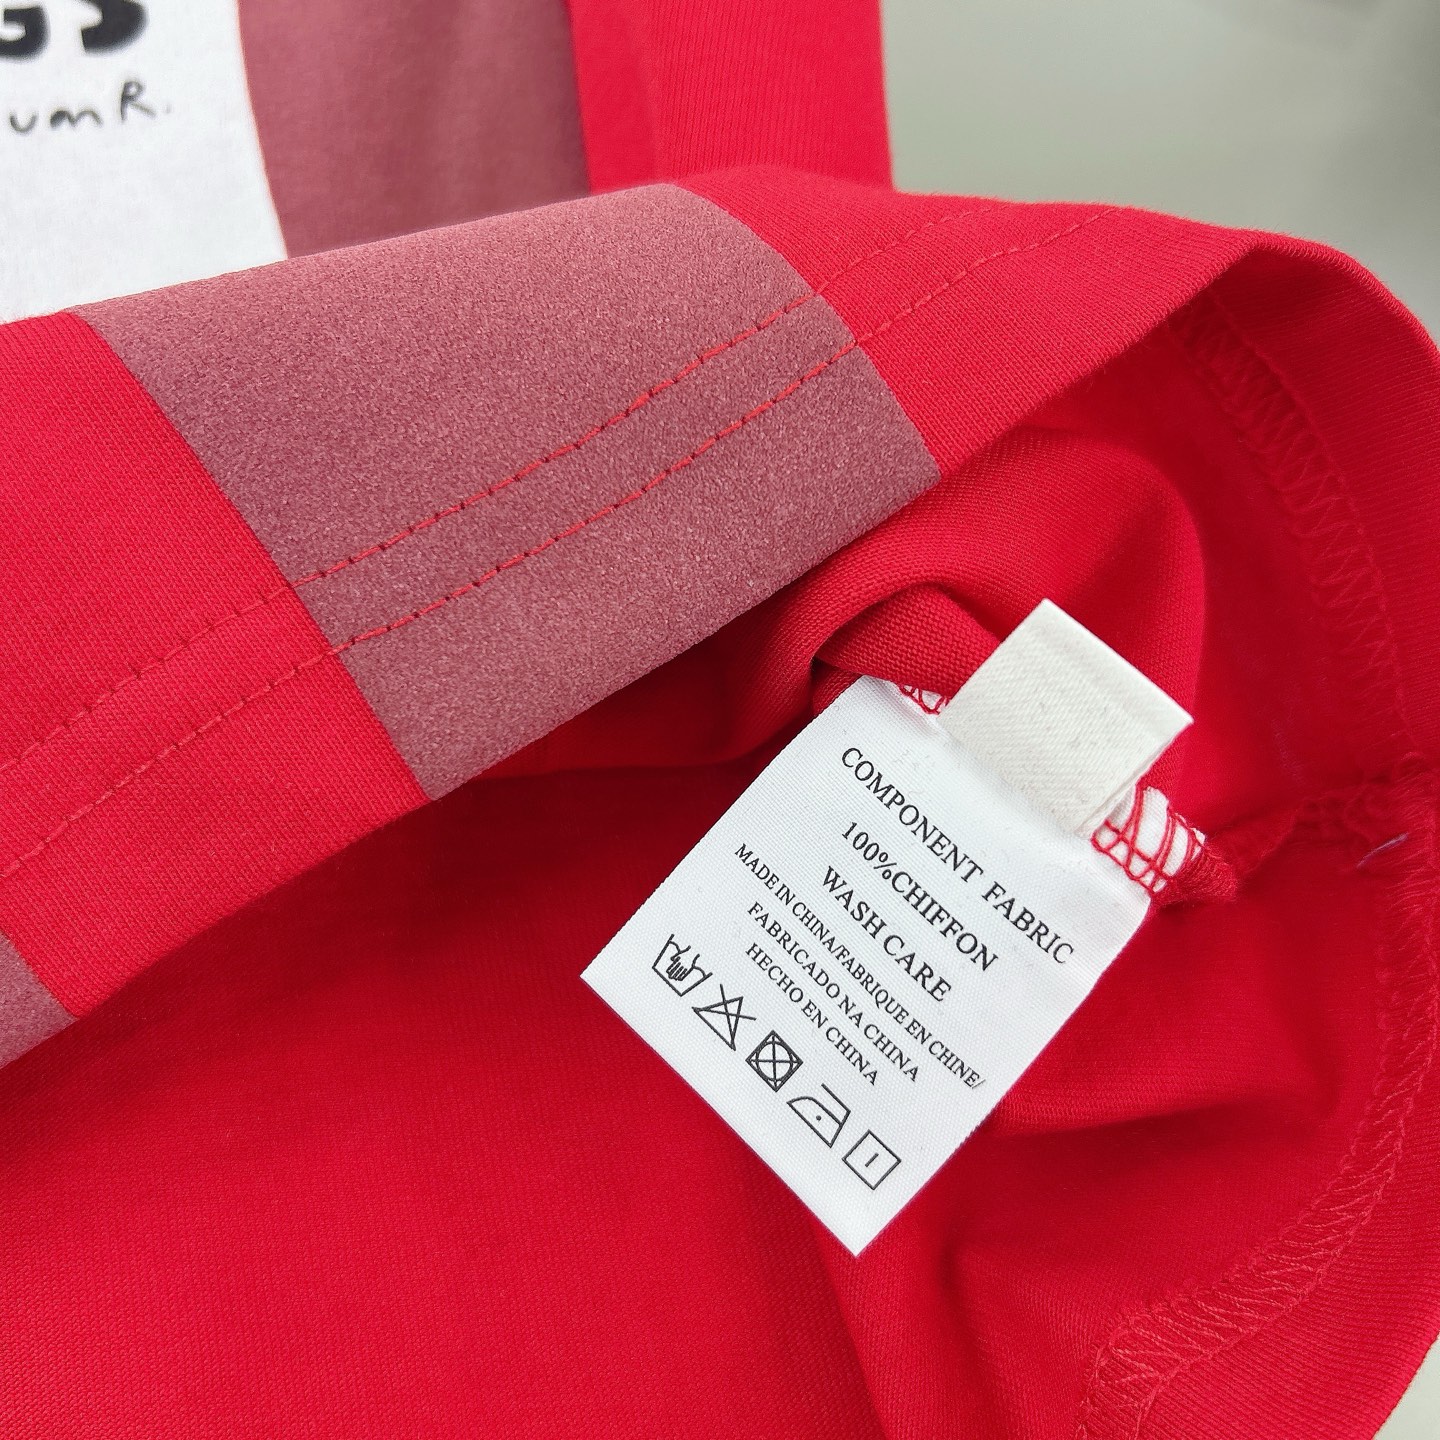 GS
umR.
COMPONENT FABRIC
100%CHIFFON
WASH CARE
MADE IN CHINA/FABRIQUE EN CHINE/
FABRICADO NA CHINA
HECHO EN CHINA